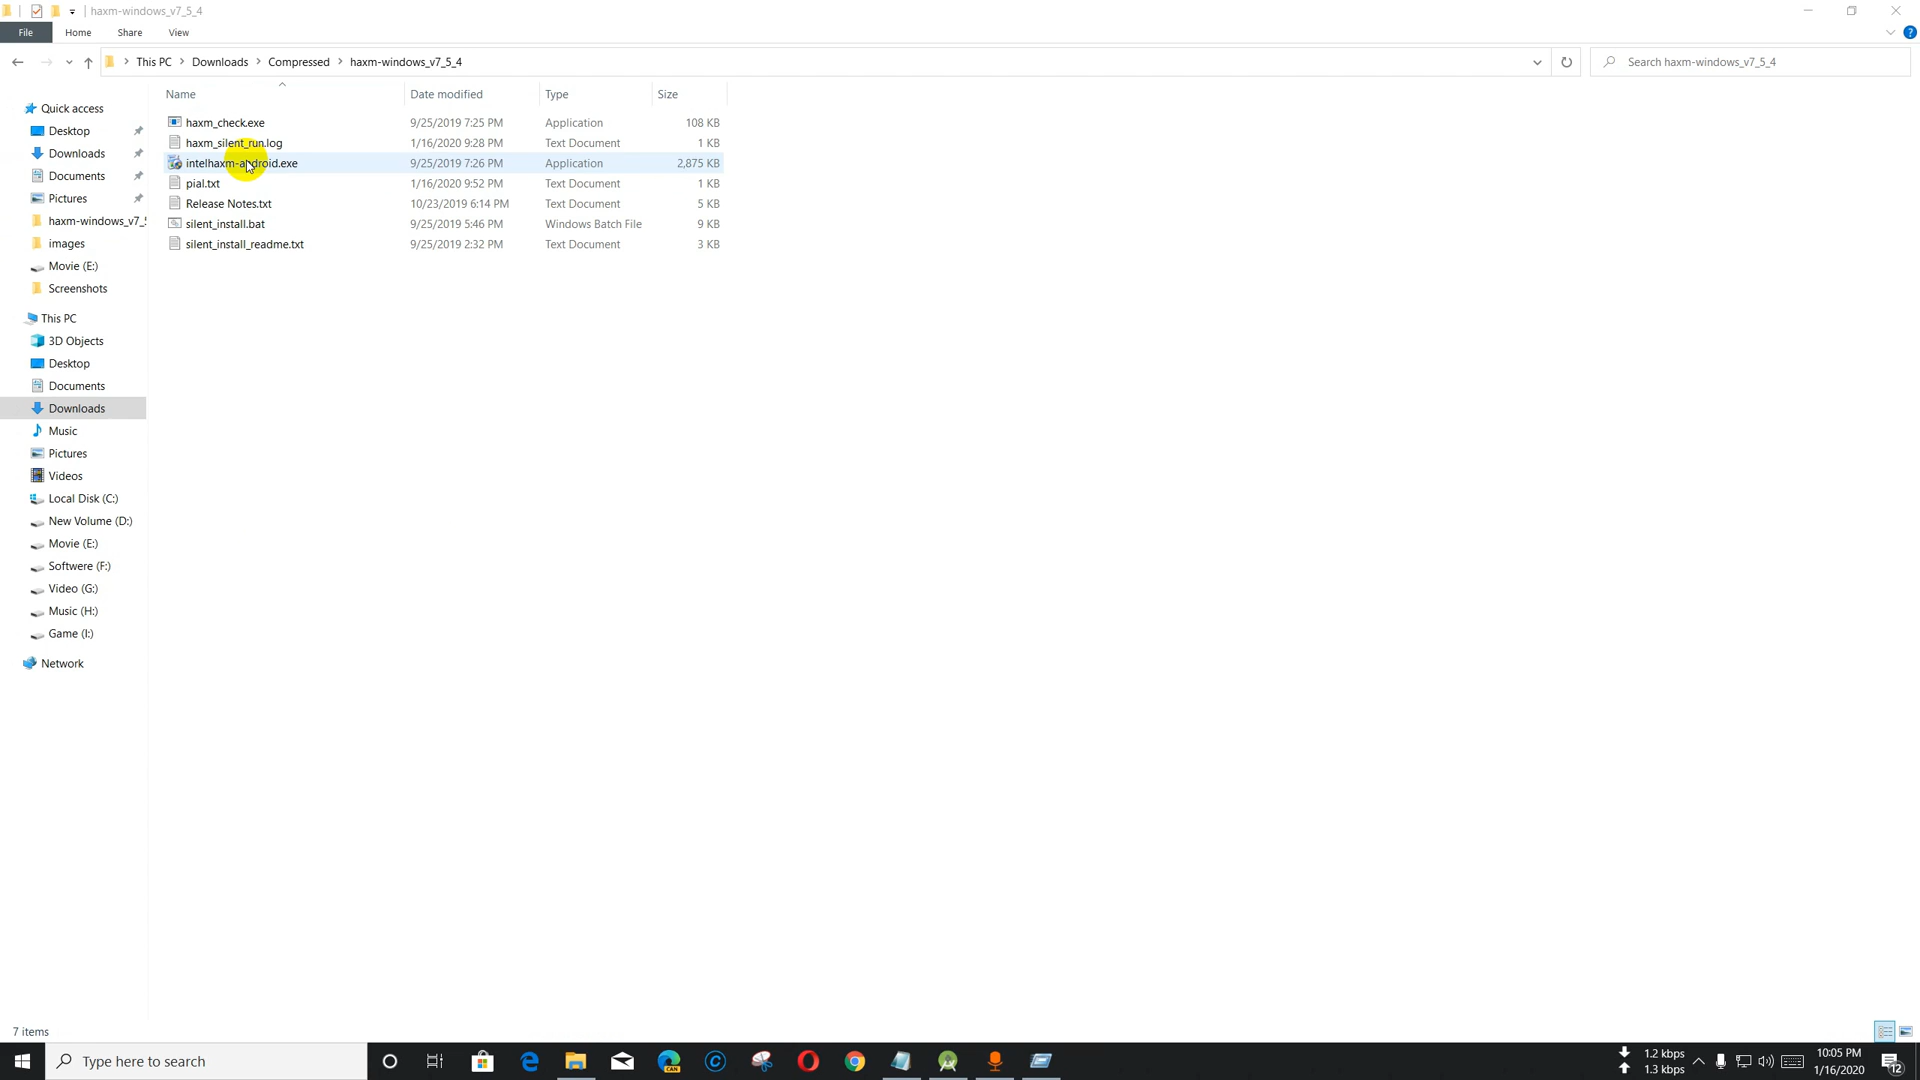 haxm-windows_v7_5_4
File Home Share View
This PC Downloads Compressed haxm-windows_v7_5_4
Search haxm-windows_v7_5_4
Name Date modified Type Size
haxm_check.exe 9/25/2019 7:25 PM Application 108 KB
haxm_silent_run.log 1/16/2020 9:28 PM Text Document 1 KB
intelhaxm-android.exe 9/25/2019 7:26 PM Application 2,875 KB
pial.txt 1/16/2020 9:52 PM Text Document 1 KB
Release Notes.txt 10/23/2019 6:14 PM Text Document 5 KB
silent_install.bat 9/25/2019 5:46 PM Windows Batch File 9 KB
silent_install_readme.txt 9/25/2019 2:32 PM Text Document 3 KB
Quick access
Desktop
Downloads
Documents
Pictures
haxm-windows_v7_5
images
Movie (E:)
Screenshots
This PC
3D Objects
Desktop
Documents
Downloads
Music
Pictures
Videos
Local Disk (C:)
New Volume (D:)
Movie (E:)
Softwere (F:)
Video (G:)
Music (H:)
Game (I:)
Network
7 items
Type here to search
CAN
1.2 kbps
1.3 kbps
10:05 PM
1/16/2020
12